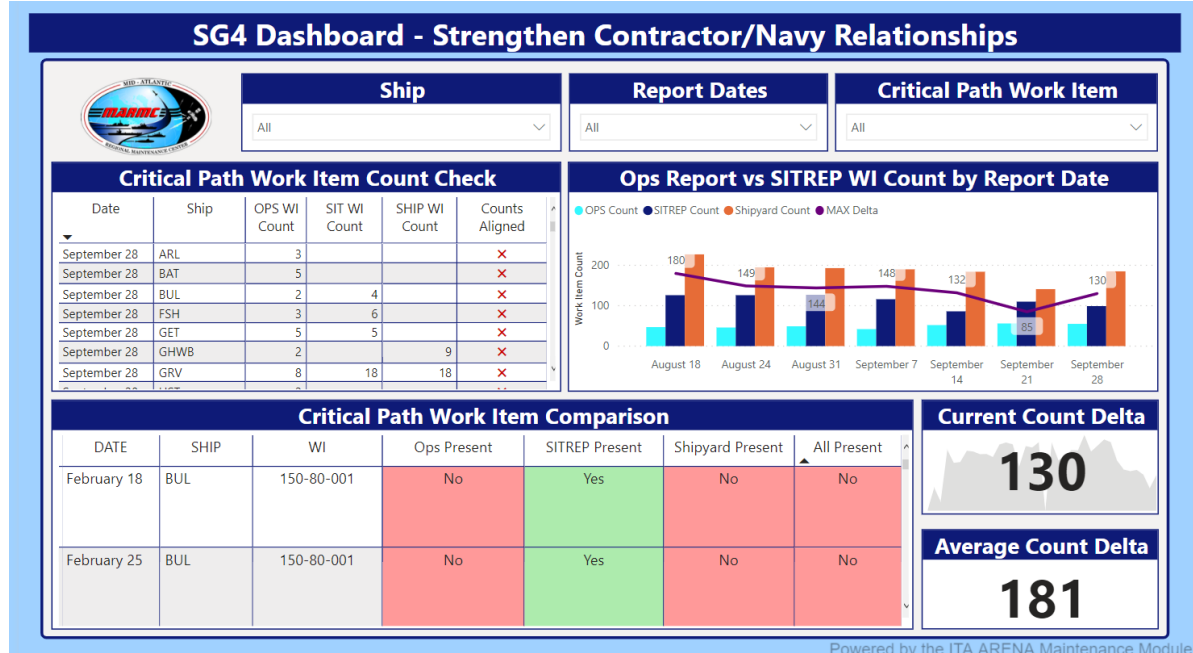 SG4 Dashboard - Strengthen Contractor/Navy Relationships
MID - ATLANTIC
MARMC
REGIONAL MAINTENANCE CENTER
Ship
All
Report Dates
All
Critical Path Work Item
All
Critical Path Work Item Count Check
Date Ship OPS WI Count SIT WI Count SHIP WI Count Counts Aligned
September 28 ARL 3 ✕
September 28 BAT 5 ✕
September 28 BUL 2 4 ✕
September 28 FSH 3 6 ✕
September 28 GET 5 5 ✕
September 28 GHWB 2 9 ✕
September 28 GRV 8 18 18 ✕
Ops Report vs SITREP WI Count by Report Date
OPS Count SITREP Count Shipyard Count MAX Delta
Work Item Count
200
100
0
180
149
144
148
132
85
130
August 18 August 24 August 31 September 7 September 14 September 21 September 28
Critical Path Work Item Comparison
DATE SHIP WI Ops Present SITREP Present Shipyard Present All Present
February 18 BUL 150-80-001 No Yes No No
February 25 BUL 150-80-001 No Yes No No
Current Count Delta
130
Average Count Delta
181
Powered by the ITA ARENA Maintenance Module